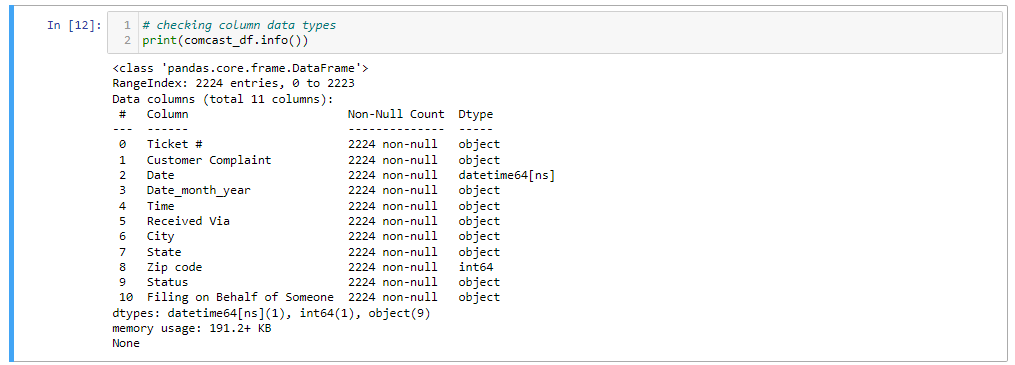 In [12]:
1 # checking column data types
2 print(comcast_df.info())
<class 'pandas.core.frame.DataFrame'>
RangeIndex: 2224 entries, 0 to 2223
Data columns (total 11 columns):
 #   Column                       Non-Null Count  Dtype
---  ------                       --------------  -----
 0   Ticket #                     2224 non-null   object
 1   Customer Complaint           2224 non-null   object
 2   Date                         2224 non-null   datetime64[ns]
 3   Date_month_year              2224 non-null   object
 4   Time                         2224 non-null   object
 5   Received Via                 2224 non-null   object
 6   City                         2224 non-null   object
 7   State                        2224 non-null   object
 8   Zip code                     2224 non-null   int64
 9   Status                       2224 non-null   object
 10  Filing on Behalf of Someone  2224 non-null   object
dtypes: datetime64[ns](1), int64(1), object(9)
memory usage: 191.2+ KB
None